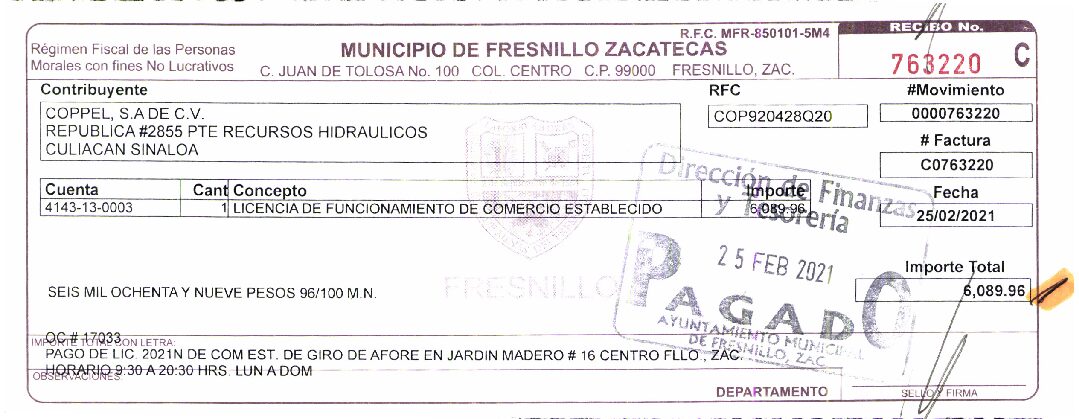 R.F.C. MFR-850101-5M4
RECIBO No.
Régimen Fiscal de las Personas
Morales con fines No Lucrativos
MUNICIPIO DE FRESNILLO ZACATECAS
C. JUAN DE TOLOSA No. 100 COL. CENTRO C.P. 99000 FRESNILLO, ZAC.
763220 C
Contribuyente
RFC
#Movimiento
COPPEL, S.A DE C.V.
REPUBLICA #2855 PTE RECURSOS HIDRAULICOS
CULIACAN SINALOA
COP920428Q20
0000763220
# Factura
C0763220
Cuenta Cant Concepto Importe
Fecha
4143-13-0003 1 LICENCIA DE FUNCIONAMIENTO DE COMERCIO ESTABLECIDO 6,089.96
25/02/2021
Dirección de Finanzas
y Tesorería
25 FEB 2021
PAGADO
AYUNTAMIENTO MUNICIPAL
DE FRESNILLO, ZAC.
FRESNILLO
Importe Total
6,089.96
SEIS MIL OCHENTA Y NUEVE PESOS 96/100 M.N.
OC # 17033
IMPORTE TOTAL CON LETRA:
PAGO DE LIC. 2021N DE COM EST. DE GIRO DE AFORE EN JARDIN MADERO # 16 CENTRO FLLO., ZAC.
HORARIO 9:30 A 20:30 HRS. LUN A DOM
OBSERVACIONES:
DEPARTAMENTO
SELLO Y FIRMA